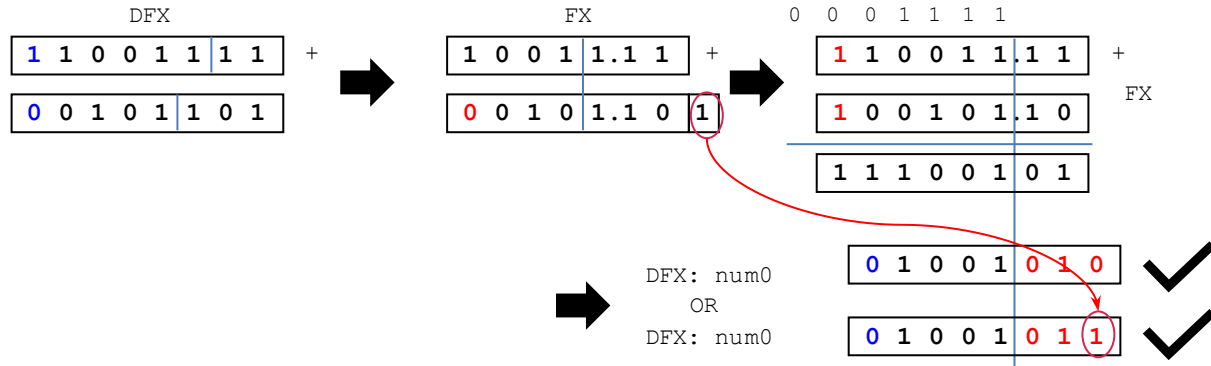 DFX
1 1 0 0 1 1 1 1 +
0 0 1 0 1 1 0 1
FX
1 0 0 1 1.1 1 +
0 0 1 0 1.1 0 1
0 0 0 1 1 1 1
1 1 0 0 1 1.1 1 +
FX
1 0 0 1 0 1.1 0
1 1 1 0 0 1 0 1
DFX: num0
0 1 0 0 1 0 1 0
OR
DFX: num0
0 1 0 0 1 0 1 1